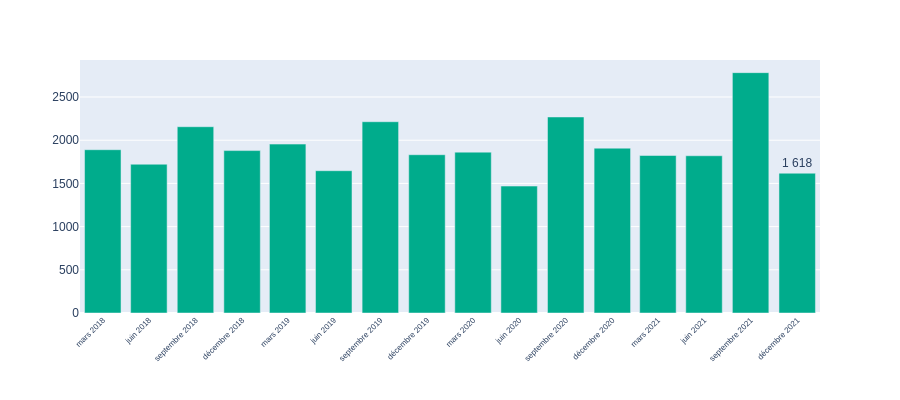 2500
2000
1500
1000
500
0
1 618
mars 2018
juin 2018
septembre 2018
décembre 2018
mars 2019
juin 2019
septembre 2019
décembre 2019
mars 2020
juin 2020
septembre 2020
décembre 2020
mars 2021
juin 2021
septembre 2021
décembre 2021